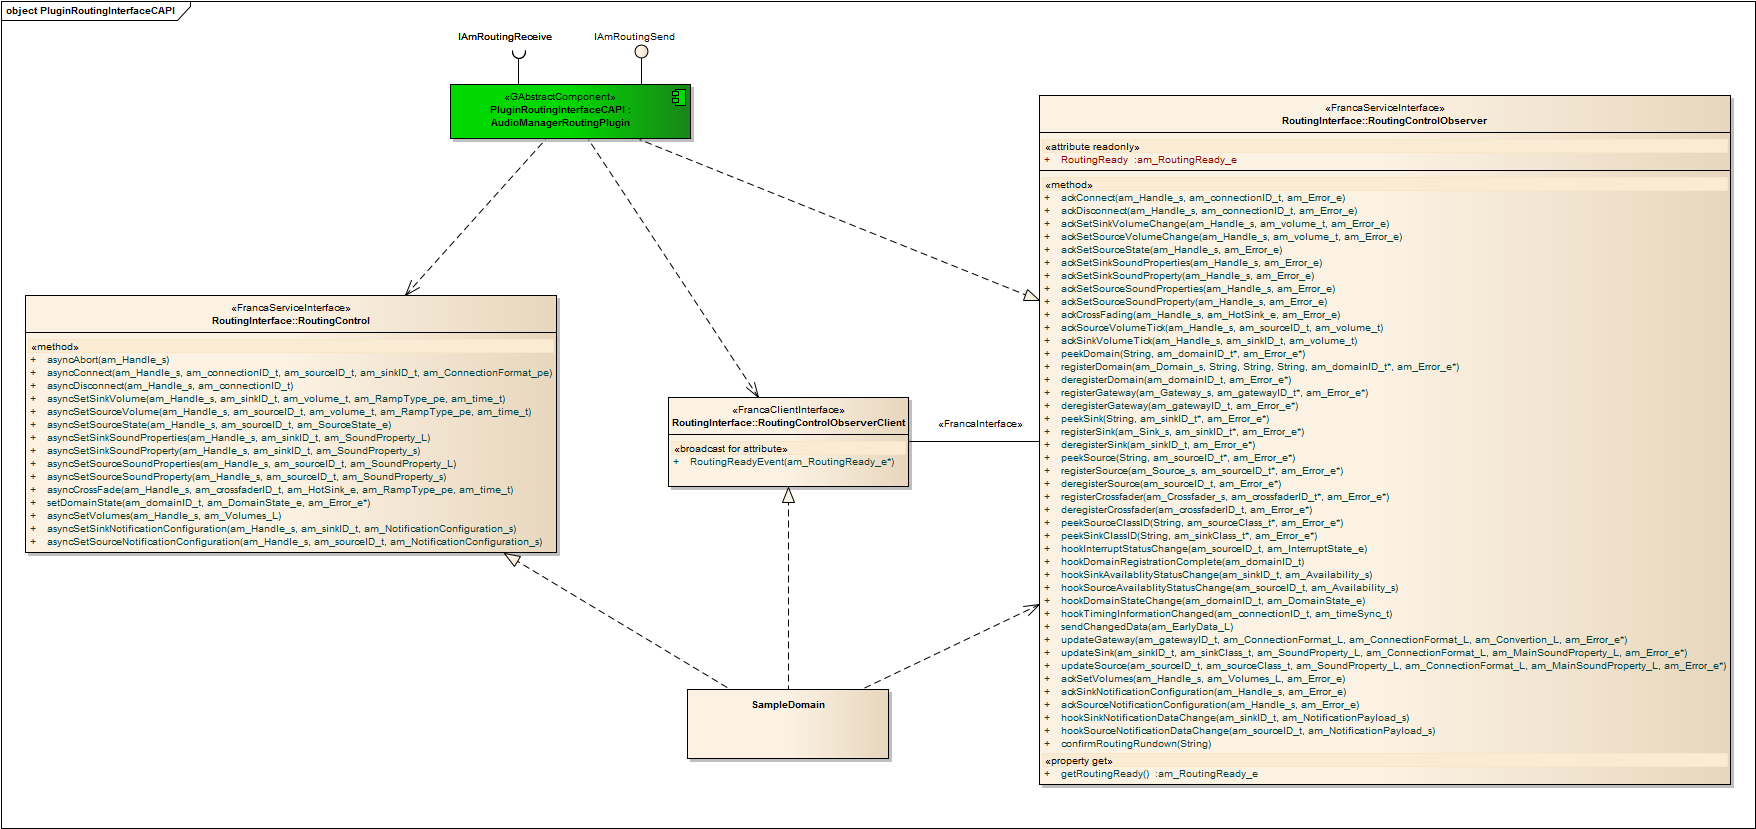 object PluginRoutingInterfaceCAPI
IAmRoutingReceive
IAmRoutingSend
«GAbstractComponent»
PluginRoutingInterfaceCAPI :
AudioManagerRoutingPlugin
«FrancaServiceInterface»
RoutingInterface::RoutingControl
«method»
+ asyncAbort(am_Handle_s)
+ asyncConnect(am_Handle_s, am_connectionID_t, am_sourceID_t, am_sinkID_t, am_ConnectionFormat_pe)
+ asyncDisconnect(am_Handle_s, am_connectionID_t)
+ asyncSetSinkVolume(am_Handle_s, am_sinkID_t, am_volume_t, am_RampType_pe, am_time_t)
+ asyncSetSourceVolume(am_Handle_s, am_sourceID_t, am_volume_t, am_RampType_pe, am_time_t)
+ asyncSetSourceState(am_Handle_s, am_sourceID_t, am_SourceState_e)
+ asyncSetSinkSoundProperties(am_Handle_s, am_sinkID_t, am_SoundProperty_L)
+ asyncSetSinkSoundProperty(am_Handle_s, am_sinkID_t, am_SoundProperty_s)
+ asyncSetSourceSoundProperties(am_Handle_s, am_sourceID_t, am_SoundProperty_L)
+ asyncSetSourceSoundProperty(am_Handle_s, am_sourceID_t, am_SoundProperty_s)
+ asyncCrossFade(am_Handle_s, am_crossfaderID_t, am_HotSink_e, am_RampType_pe, am_time_t)
+ setDomainState(am_domainID_t, am_DomainState_e, am_Error_e*)
+ asyncSetVolumes(am_Handle_s, am_Volumes_L)
+ asyncSetSinkNotificationConfiguration(am_Handle_s, am_sinkID_t, am_NotificationConfiguration_s)
+ asyncSetSourceNotificationConfiguration(am_Handle_s, am_sourceID_t, am_NotificationConfiguration_s)
«FrancaClientInterface»
RoutingInterface::RoutingControlObserverClient
«broadcast for attribute»
+ RoutingReadyEvent(am_RoutingReady_e*)
«FrancaInterface»
SampleDomain
«FrancaServiceInterface»
RoutingInterface::RoutingControlObserver
«attribute readonly»
+ RoutingReady :am_RoutingReady_e
«method»
+ ackConnect(am_Handle_s, am_connectionID_t, am_Error_e)
+ ackDisconnect(am_Handle_s, am_connectionID_t, am_Error_e)
+ ackSetSinkVolumeChange(am_Handle_s, am_volume_t, am_Error_e)
+ ackSetSourceVolumeChange(am_Handle_s, am_volume_t, am_Error_e)
+ ackSetSourceState(am_Handle_s, am_Error_e)
+ ackSetSinkSoundProperties(am_Handle_s, am_Error_e)
+ ackSetSinkSoundProperty(am_Handle_s, am_Error_e)
+ ackSetSourceSoundProperties(am_Handle_s, am_Error_e)
+ ackSetSourceSoundProperty(am_Handle_s, am_Error_e)
+ ackCrossFading(am_Handle_s, am_HotSink_e, am_Error_e)
+ ackSourceVolumeTick(am_Handle_s, am_sourceID_t, am_volume_t)
+ ackSinkVolumeTick(am_Handle_s, am_sinkID_t, am_volume_t)
+ peekDomain(String, am_domainID_t*, am_Error_e*)
+ registerDomain(am_Domain_s, String, String, String, am_domainID_t*, am_Error_e*)
+ deregisterDomain(am_domainID_t, am_Error_e*)
+ registerGateway(am_Gateway_s, am_gatewayID_t*, am_Error_e*)
+ deregisterGateway(am_gatewayID_t, am_Error_e*)
+ peekSink(String, am_sinkID_t*, am_Error_e*)
+ registerSink(am_Sink_s, am_sinkID_t*, am_Error_e*)
+ deregisterSink(am_sinkID_t, am_Error_e*)
+ peekSource(String, am_sourceID_t*, am_Error_e*)
+ registerSource(am_Source_s, am_sourceID_t*, am_Error_e*)
+ deregisterSource(am_sourceID_t, am_Error_e*)
+ registerCrossfader(am_Crossfader_s, am_crossfaderID_t*, am_Error_e*)
+ deregisterCrossfader(am_crossfaderID_t, am_Error_e*)
+ peekSourceClassID(String, am_sourceClass_t*, am_Error_e*)
+ peekSinkClassID(String, am_sinkClass_t*, am_Error_e*)
+ hookInterruptStatusChange(am_sourceID_t, am_InterruptState_e)
+ hookDomainRegistrationComplete(am_domainID_t)
+ hookSinkAvailablityStatusChange(am_sinkID_t, am_Availability_s)
+ hookSourceAvailablityStatusChange(am_sourceID_t, am_Availability_s)
+ hookDomainStateChange(am_domainID_t, am_DomainState_e)
+ hookTimingInformationChanged(am_connectionID_t, am_timeSync_t)
+ sendChangedData(am_EarlyData_L)
+ updateGateway(am_gatewayID_t, am_ConnectionFormat_L, am_ConnectionFormat_L, am_Convertion_L, am_Error_e*)
+ updateSink(am_sinkID_t, am_sinkClass_t, am_SoundProperty_L, am_ConnectionFormat_L, am_MainSoundProperty_L, am_Error_e*)
+ updateSource(am_sourceID_t, am_sourceClass_t, am_SoundProperty_L, am_ConnectionFormat_L, am_MainSoundProperty_L, am_Error_e*)
+ ackSetVolumes(am_Handle_s, am_Volumes_L, am_Error_e)
+ ackSinkNotificationConfiguration(am_Handle_s, am_Error_e)
+ ackSourceNotificationConfiguration(am_Handle_s, am_Error_e)
+ hookSinkNotificationDataChange(am_sinkID_t, am_NotificationPayload_s)
+ hookSourceNotificationDataChange(am_sourceID_t, am_NotificationPayload_s)
+ confirmRoutingRundown(String)
«property get»
+ getRoutingReady() :am_RoutingReady_e